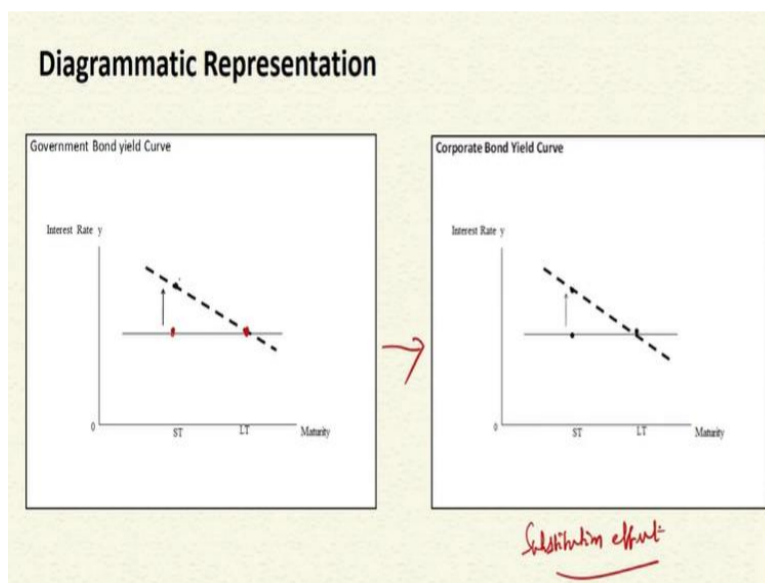 Diagrammatic Representation
Government Bond yield Curve
Interest Rate y
0
ST
LT
Maturity
Corporate Bond Yield Curve
Interest Rate y
0
ST
LT
Maturity
Substitution effect